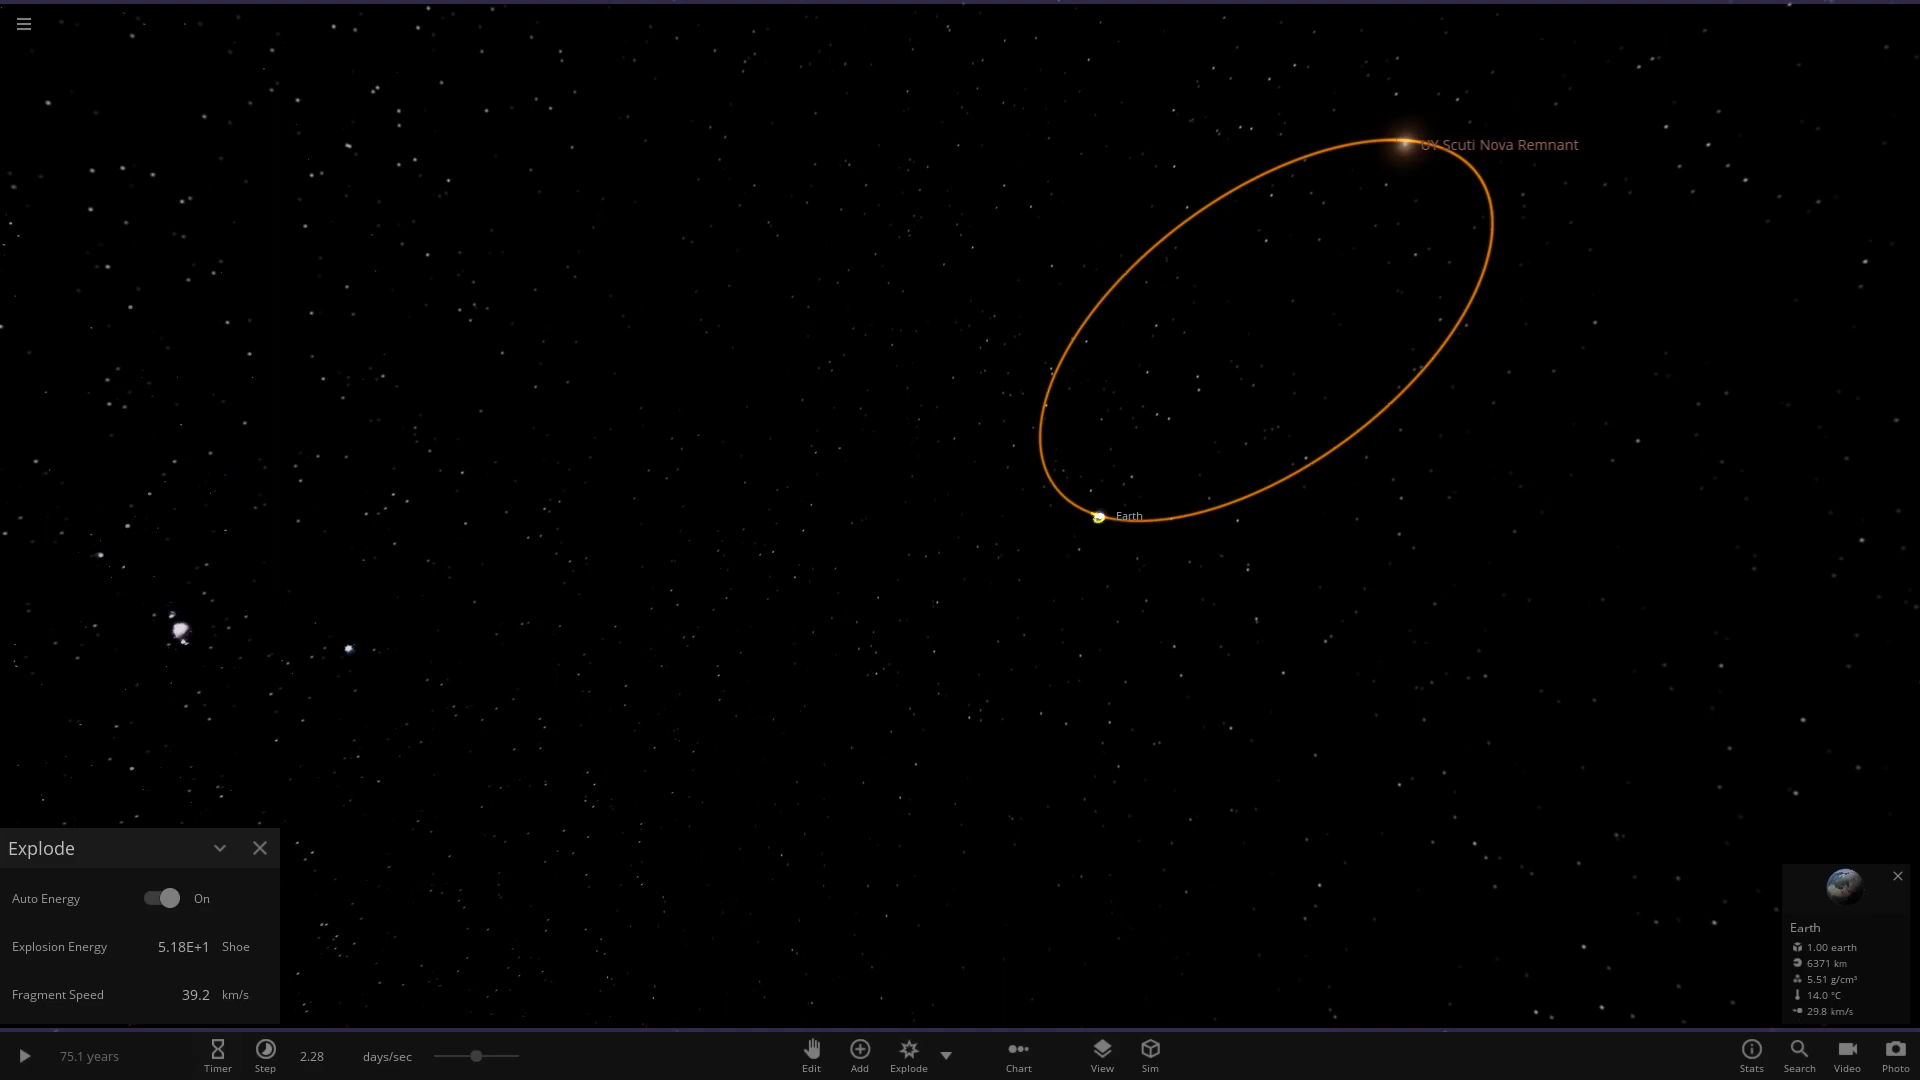 UY Scuti Nova Remnant
Earth
Explode
Auto Energy On
Explosion Energy 5.18E+1 Shoe
Fragment Speed 39.2 km/s
Earth
1.00 earth
6371 km
5.51 g/cm³
14.0 °C
29.8 km/s
75.1 years
Timer
Step
2.28 days/sec
Edit
Add
Explode
Chart
View
Sim
Stats
Search
Video
Photo